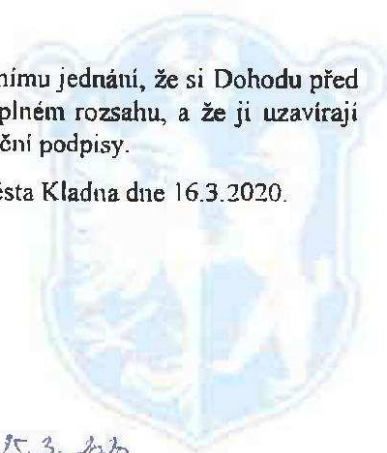 nímu jednání, že si Dohodu před
plném rozsahu, a že ji uzavírají
ční podpisy.
ěsta Kladna dne 16.3.2020.
3.